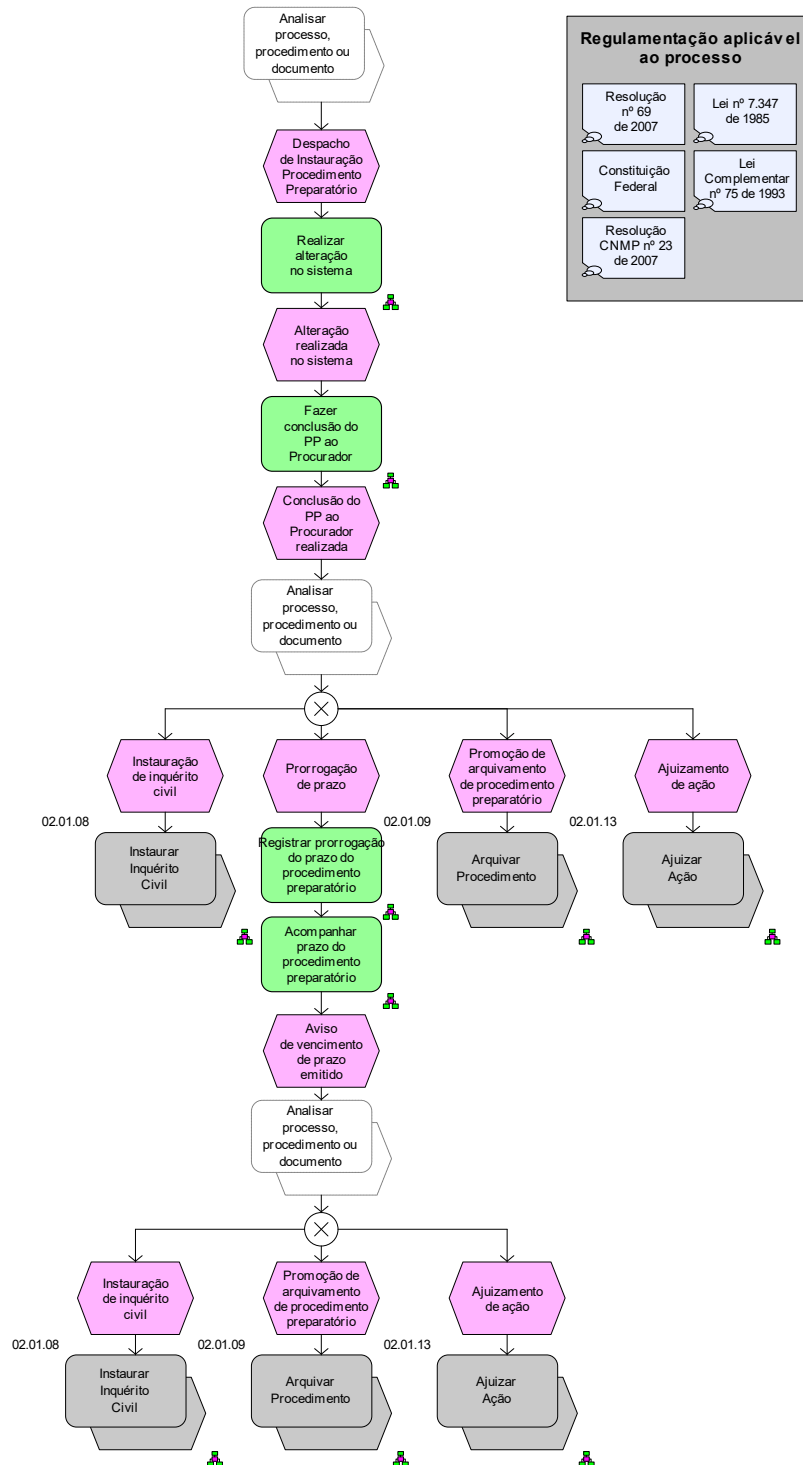 Analisar
processo,
procedimento ou
documento
Regulamentação aplicável
ao processo
Resolução
nº 69
de 2007
Lei nº 7.347
de 1985
Constituição
Federal
Lei
Complementar
nº 75 de 1993
Resolução
CNMP nº 23
de 2007
Despacho
de Instauração
Procedimento
Preparatório
Realizar
alteração
no sistema
Alteração
realizada
no sistema
Fazer
conclusão do
PP ao
Procurador
Conclusão do
PP ao
Procurador
realizada
Analisar
processo,
procedimento ou
documento
Instauração
de inquérito
civil
Prorrogação
de prazo
Promoção de
arquivamento
de procedimento
preparatório
Ajuizamento
de ação
02.01.08
Instaurar
Inquérito
Civil
Registrar prorrogação
do prazo do
procedimento
preparatório
02.01.09
Arquivar
Procedimento
02.01.13
Ajuizar
Ação
Acompanhar
prazo do
procedimento
preparatório
Aviso
de vencimento
de prazo
emitido
Analisar
processo,
procedimento ou
documento
Instauração
de inquérito
civil
Promoção de
arquivamento
de procedimento
preparatório
Ajuizamento
de ação
02.01.08
Instaurar
Inquérito
Civil
02.01.09
Arquivar
Procedimento
02.01.13
Ajuizar
Ação